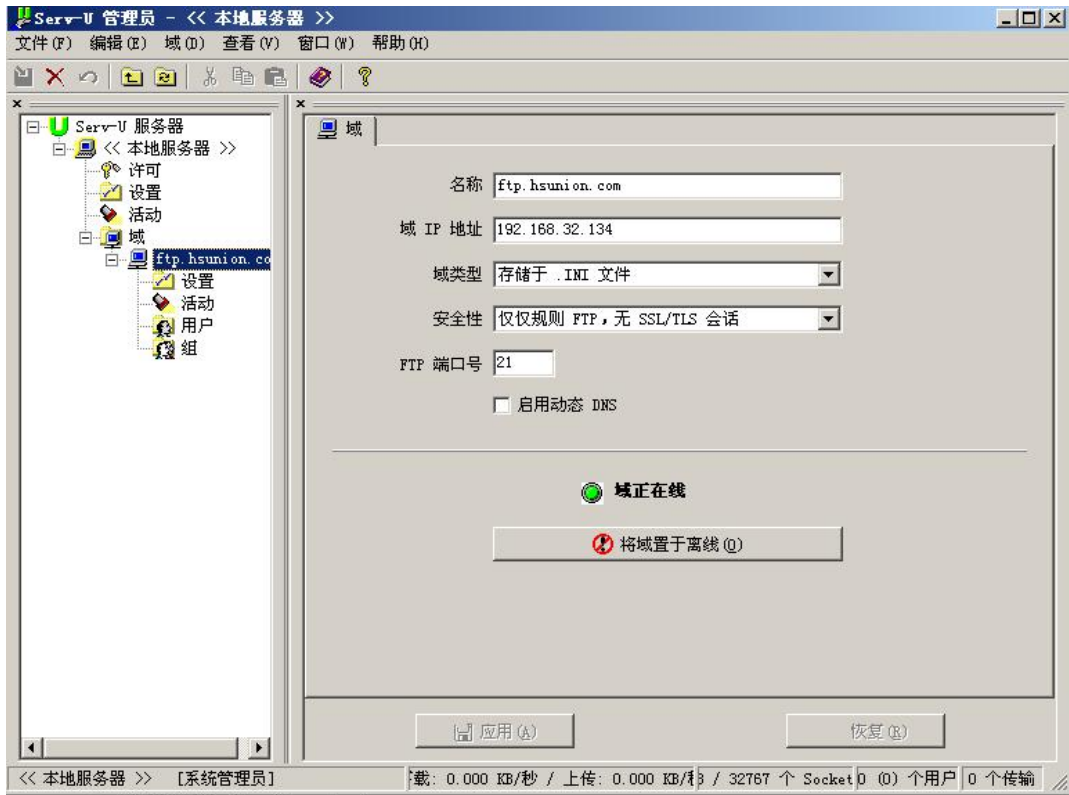 Serv-U 管理员 - << 本地服务器 >>
文件(F) 编辑(E) 域(D) 查看(V) 窗口(W) 帮助(H)
Serv-U 服务器
<< 本地服务器 >>
许可
设置
活动
域
ftp.hsunion.co
设置
活动
用户
组
域
名称 ftp.hsunion.com
域 IP 地址 192.168.32.134
域类型 存储于 .INI 文件
安全性 仅仅规则 FTP，无 SSL/TLS 会话
FTP 端口号 21
启用动态 DNS
域正在线
将域置于离线(O)
应用(A) 恢复(R)
<< 本地服务器 >> [系统管理员] 载: 0.000 KB/秒 / 上传: 0.000 KB/ / 32767 个 Socket 0 (0) 个用户 0 个传输